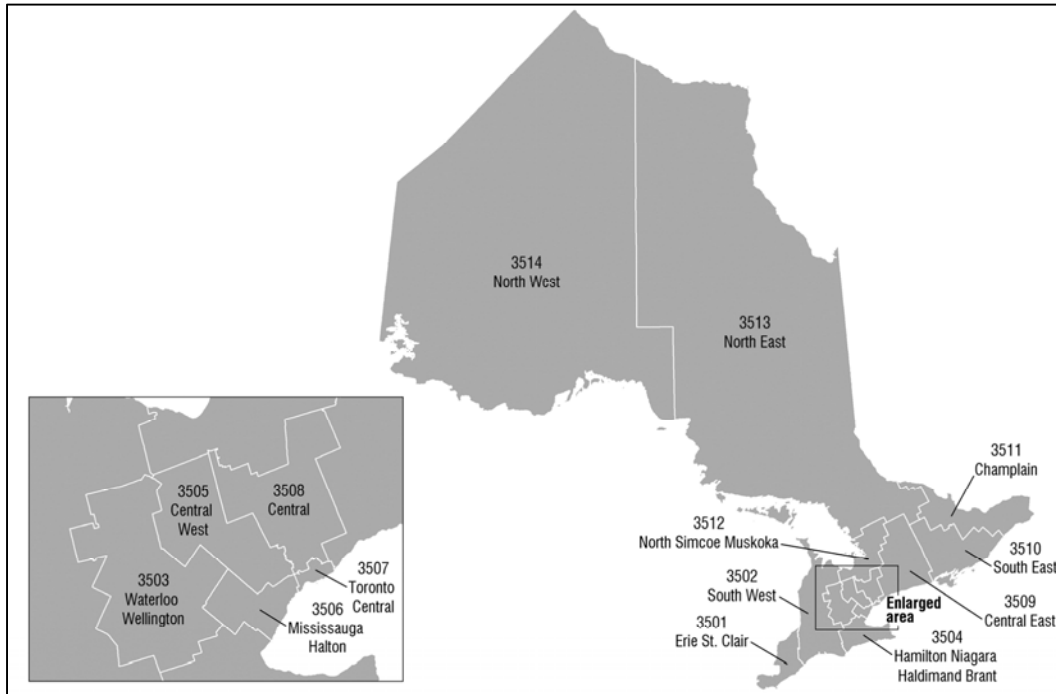 3514
North West
3513
North East
3511
Champlain
3512
North Simcoe Muskoka
3510
South East
3502
South West
3509
Central East
Enlarged
area
3501
Erie St. Clair
3504
Hamilton Niagara
Haldimand Brant
3505
Central
West
3508
Central
3503
Waterloo
Wellington
3507
Toronto
Central
3506
Mississauga
Halton